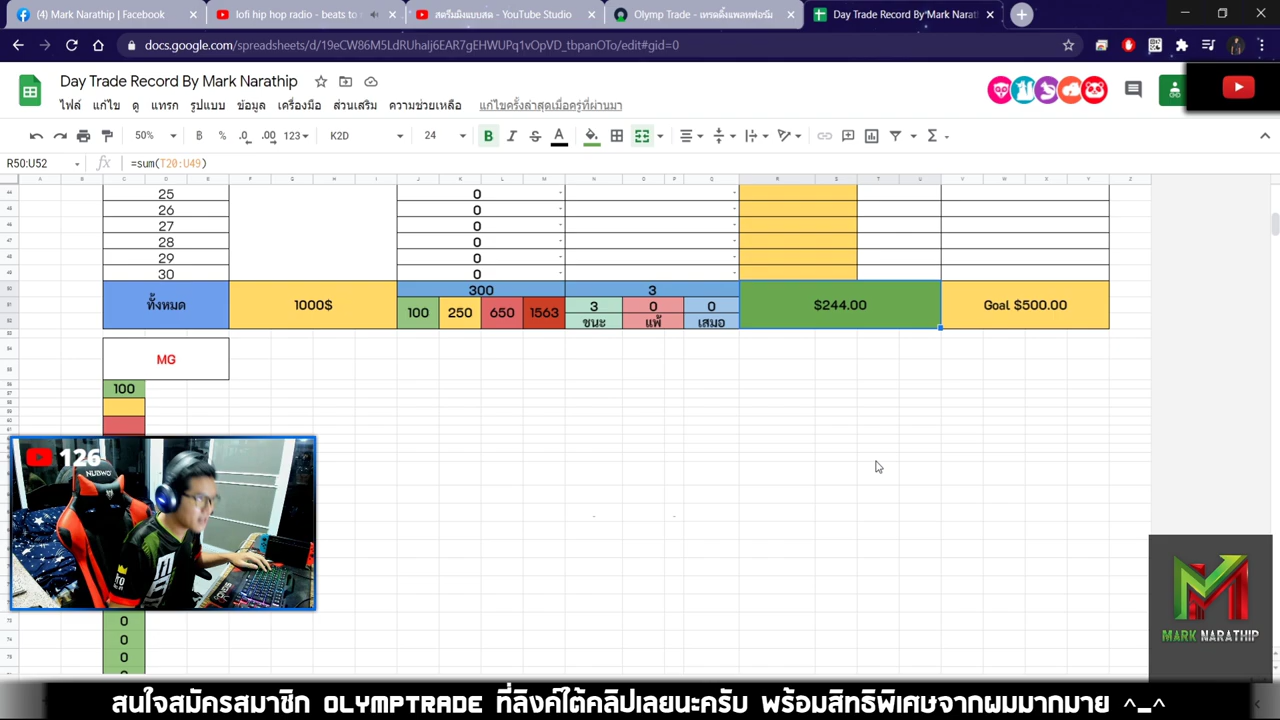 (4) Mark Narathip | Facebook
lofi hip hop radio - beats to r
สตรีมมิงแบบสด - YouTube Studio
Olymp Trade - เทรดดิ้งแพลทฟอร์ม
Day Trade Record By Mark Narath
docs.google.com/spreadsheets/d/19eCW86M5LdRUhaIj6EAR7gEHWUPq1vOpVD_tbpanOTo/edit#gid=0
Day Trade Record By Mark Narathip
ไฟล์ แก้ไข ดู แทรก รูปแบบ ข้อมูล เครื่องมือ ส่วนเสริม ความช่วยเหลือ แก้ไขครั้งล่าสุดเมื่อครู่ที่ผ่านมา
50% B % .0 .00 123 K2D 24 B I S A
R50:U52 fx =sum(T20:U49)
25 0 - -
26 0 - -
27 0 - -
28 0 - -
29 0 - -
30 0 - -
ทั้งหมด 1000$ 300 3 $244.00 Goal $500.00
100 250 650 1563 3 0 0
ชนะ แพ้ เสมอ
MG
100
126
NUBWO
0
0
0
MARK NARATHIP
สนใจสมัครสมาชิก OLYMPTRADE ที่ลิงค์ใต้คลิปเลยนะครับ พร้อมสิทธิพิเศษจากผมมากมาย ^_^